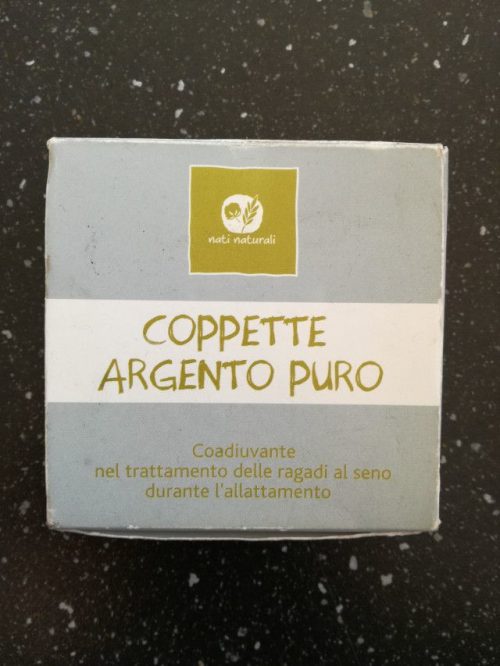 nati naturali
COPPETTE
ARGENTO PURO
Coadiuvante
nel trattamento delle ragadi al seno
durante l'allattamento